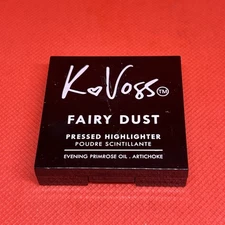 K♥Voss™
FAIRY DUST
PRESSED HIGHLIGHTER
POUDRE SCINTILLANTE
EVENING PRIMROSE OIL . ARTICHOKE